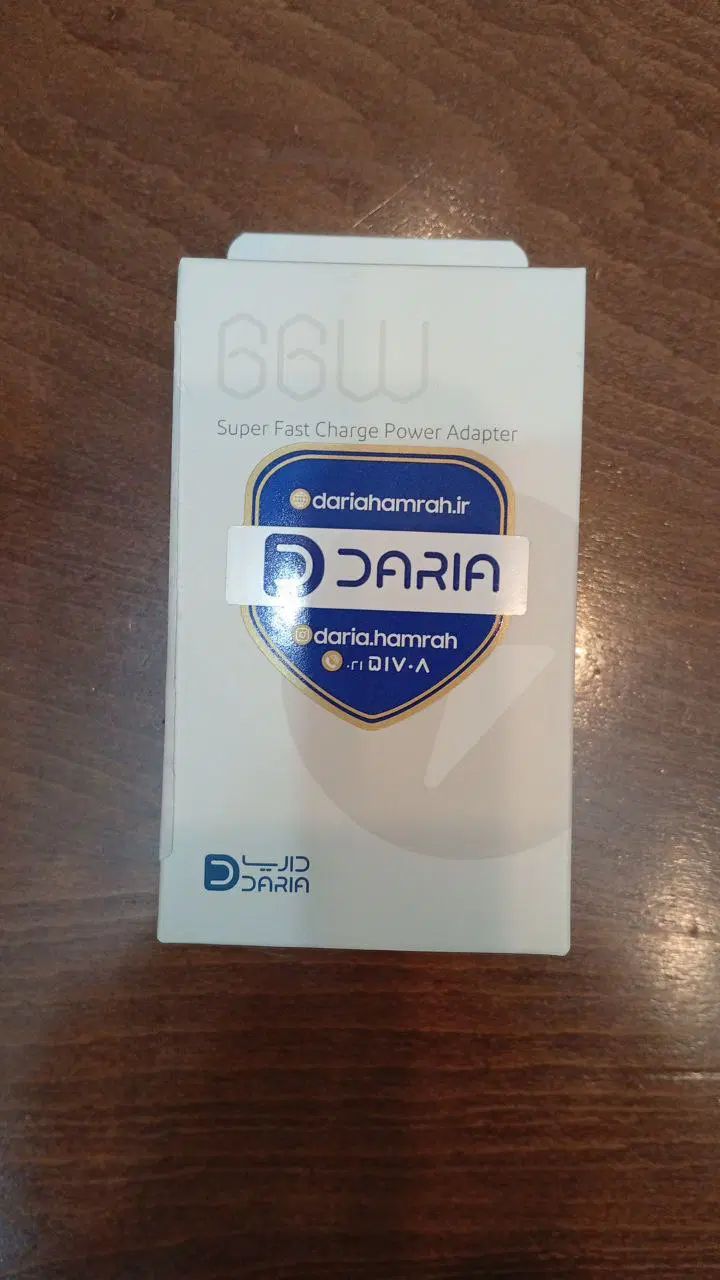 66W
Super Fast Charge Power Adapter
dariahamrah.ir
DARIA
daria.hamrah
۰۲۱ ۵۱۷۰۸
داریا
DARIA